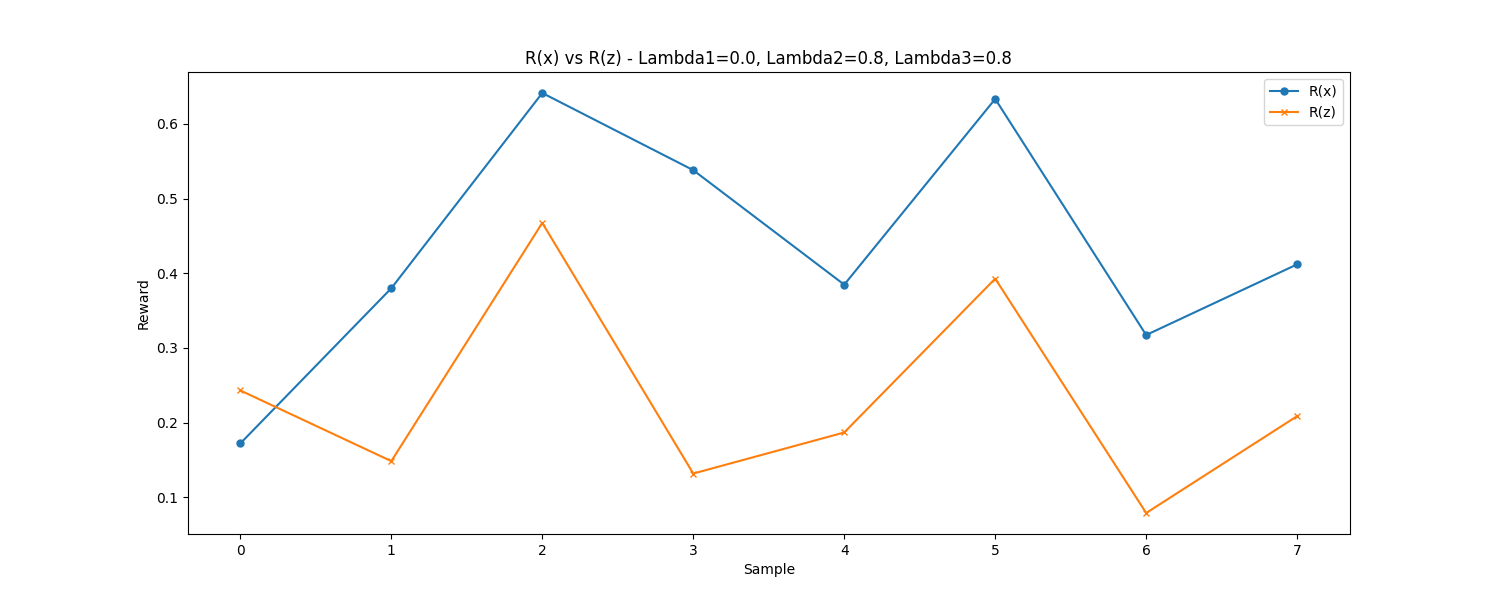 R(x) vs R(z) - Lambda1=0.0, Lambda2=0.8, Lambda3=0.8
R(x)
R(z)
0.6
0.5
0.4
0.3
0.2
0.1
Reward
0 1 2 3 4 5 6 7
Sample